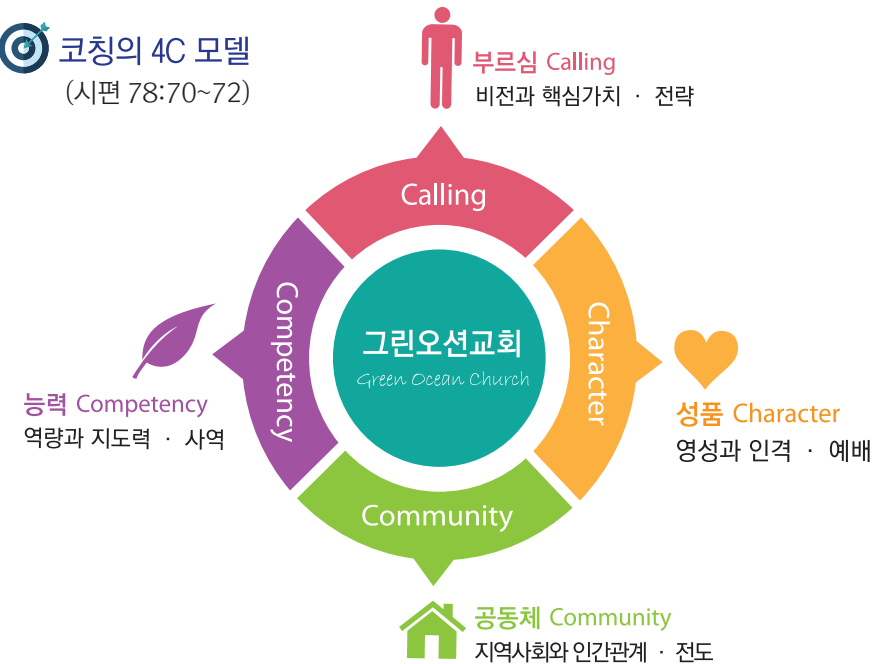 코칭의 4C 모델
(시편 78:70~72)
부르심 Calling
비전과 핵심가치 · 전략
Calling
Competency
Character
그린오션교회
Green Ocean Church
능력 Competency
역량과 지도력 · 사역
성품 Character
영성과 인격 · 예배
Community
공동체 Community
지역사회와 인간관계 · 전도